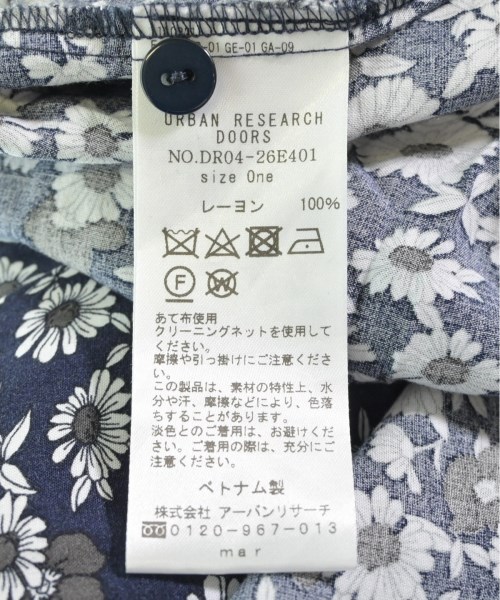 -01 GE-01 GA-09
URBAN RESEARCH
DOORS
NO.DR04-26E401
size One
レーヨン 100%
F W
あて布使用
クリーニングネットを使用して
ください。
摩擦や引っ掛けにご注意くださ
い。
この製品は、素材の特性上、水
分や汗、摩擦などにより、色落
ちすることがあります。
淡色とのご着用は、お避けくだ
さい。ご着用の際は、充分にご
注意ください。
ベトナム製
株式会社 アーバンリサーチ
0120-967-013
mar